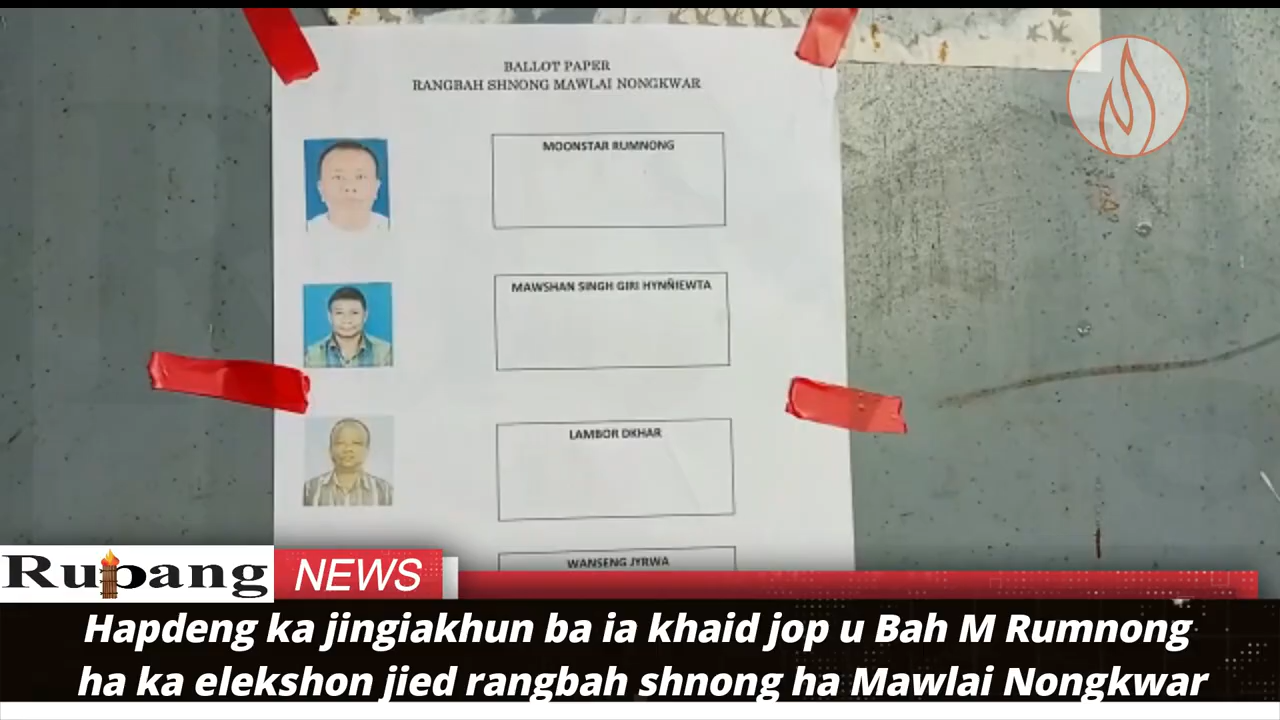 BALLOT PAPER
RANGBAH SHNONG MAWLAI NONGKWAR
MOONSTAR RUMNONG
MAWSHAN SINGH GIRI HYNÑIEWTA
LAMBOR DKHAR
WANSENG JYRWA
Rupang NEWS
Hapdeng ka jingiakhun ba ia khaid jop u Bah M Rumnong
ha ka elekshon jied rangbah shnong ha Mawlai Nongkwar